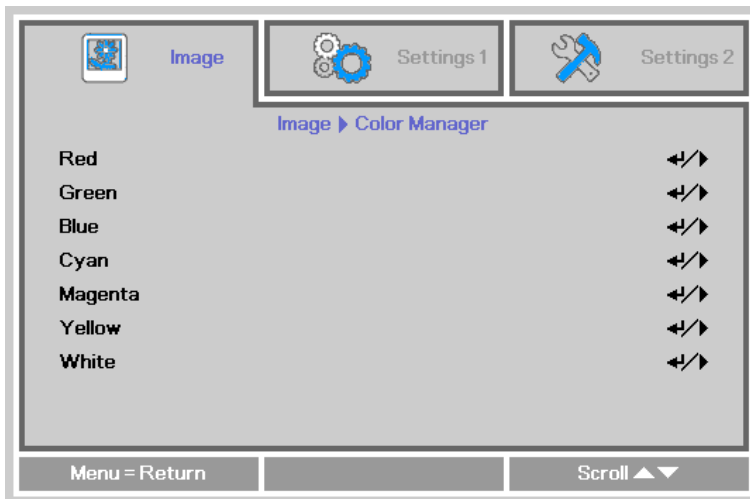 Image Settings 1 Settings 2
Image ▶ Color Manager
Red ↵/▶
Green ↵/▶
Blue ↵/▶
Cyan ↵/▶
Magenta ↵/▶
Yellow ↵/▶
White ↵/▶
Menu = Return Scroll ▲▼